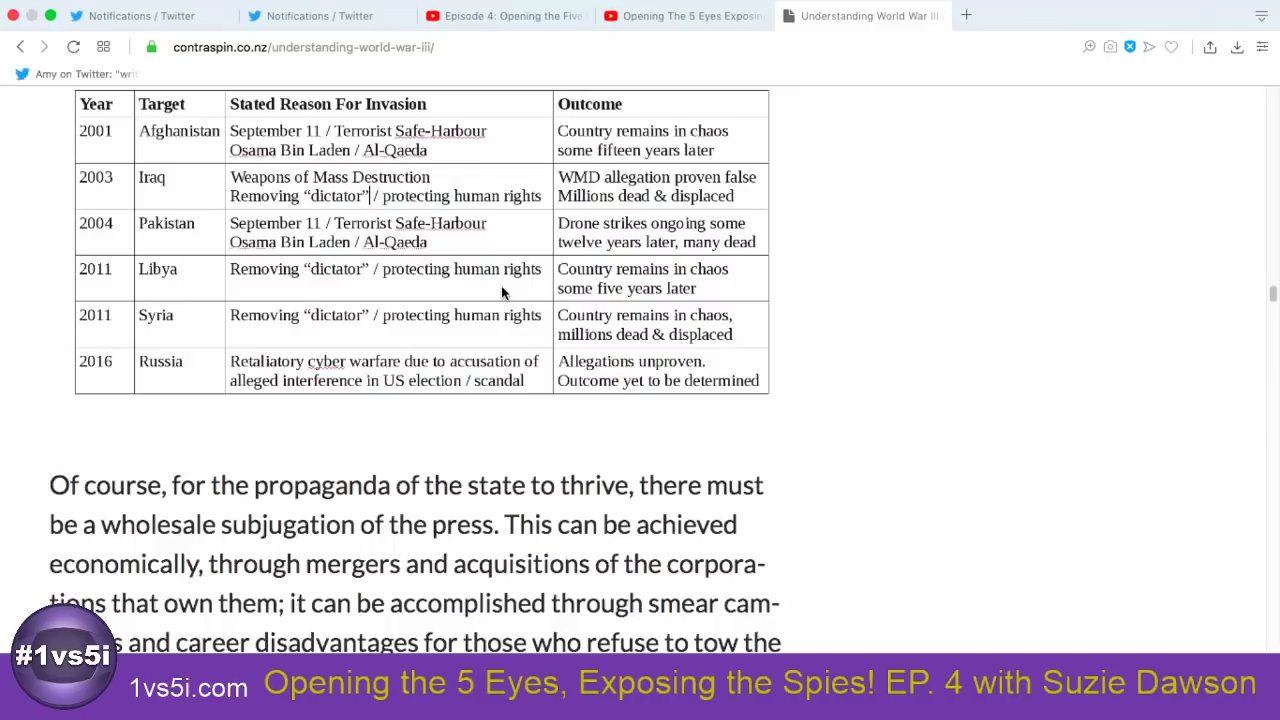 Notifications / Twitter
Notifications / Twitter
Episode 4: Opening the Five
Opening The 5 Eyes Exposing
Understanding World War III
contraspin.co.nz/understanding-world-war-iii/
Amy on Twitter: "wri
Year Target Stated Reason For Invasion Outcome
2001 Afghanistan September 11 / Terrorist Safe-Harbour Country remains in chaos
Osama Bin Laden / Al-Qaeda some fifteen years later
2003 Iraq Weapons of Mass Destruction WMD allegation proven false
Removing “dictator” / protecting human rights Millions dead & displaced
2004 Pakistan September 11 / Terrorist Safe-Harbour Drone strikes ongoing some
Osama Bin Laden / Al-Qaeda twelve years later, many dead
2011 Libya Removing “dictator” / protecting human rights Country remains in chaos
some five years later
2011 Syria Removing “dictator” / protecting human rights Country remains in chaos,
millions dead & displaced
2016 Russia Retaliatory cyber warfare due to accusation of Allegations unproven.
alleged interference in US election / scandal Outcome yet to be determined
Of course, for the propaganda of the state to thrive, there must
be a wholesale subjugation of the press. This can be achieved
economically, through mergers and acquisitions of the corpora-
tions that own them; it can be accomplished through smear cam-
s and career disadvantages for those who refuse to tow the
#1vs5i
1vs5i.com
Opening the 5 Eyes, Exposing the Spies! EP. 4 with Suzie Dawson